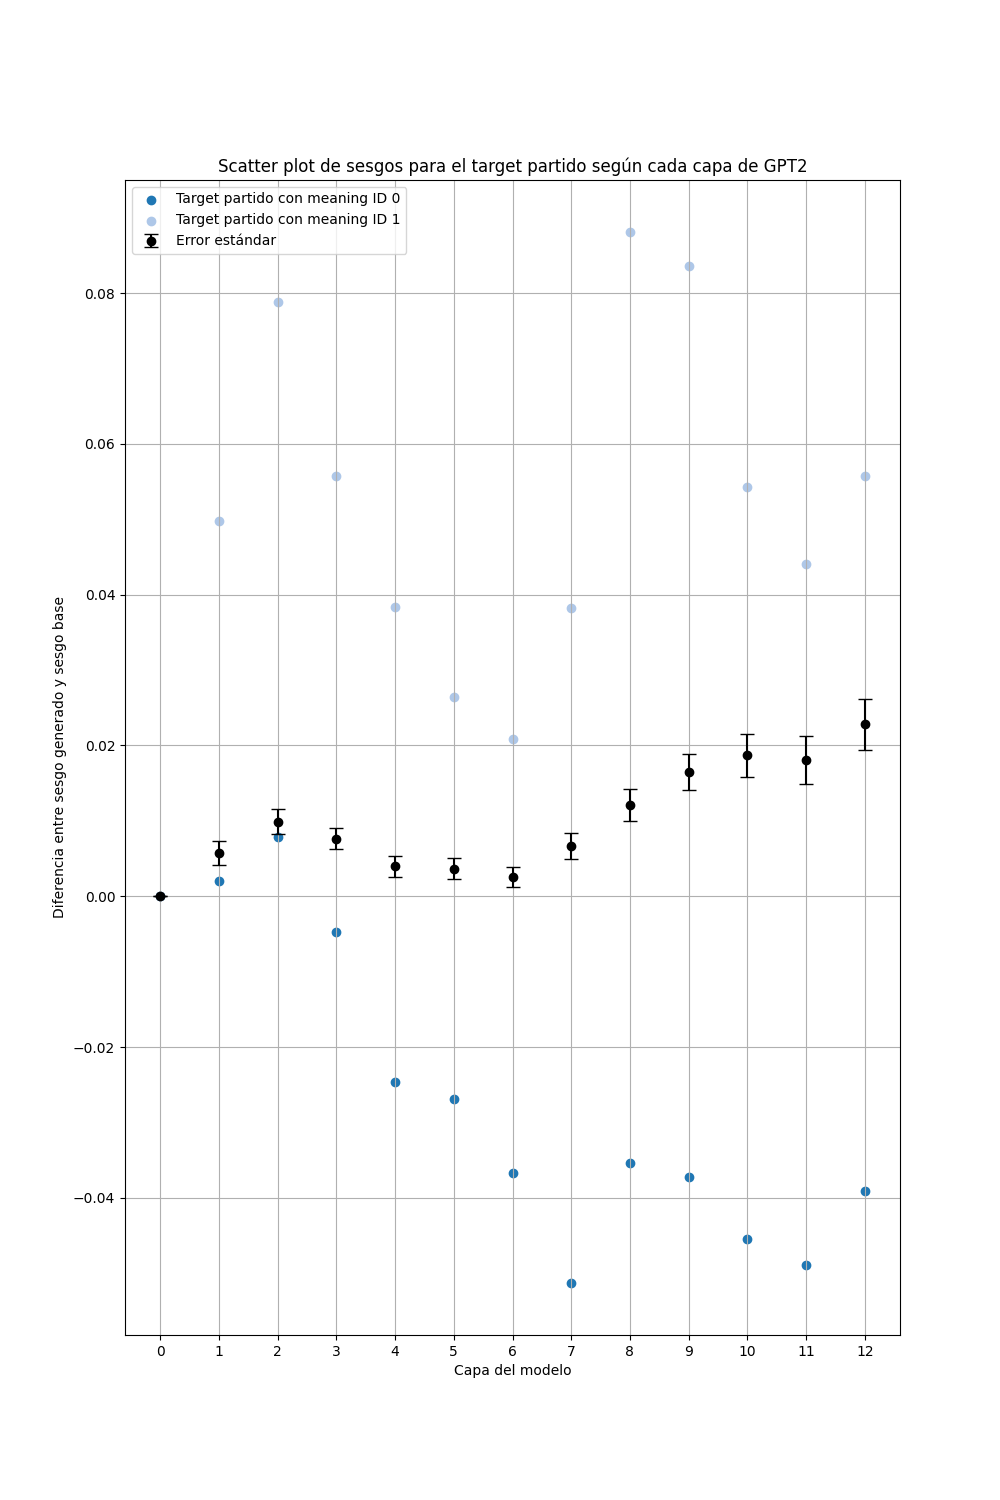 Scatter plot de sesgos para el target partido según cada capa de GPT2
Target partido con meaning ID 0
Target partido con meaning ID 1
Error estándar
0.08
0.06
0.04
0.02
0.00
−0.02
−0.04
Diferencia entre sesgo generado y sesgo base
0 1 2 3 4 5 6 7 8 9 10 11 12
Capa del modelo